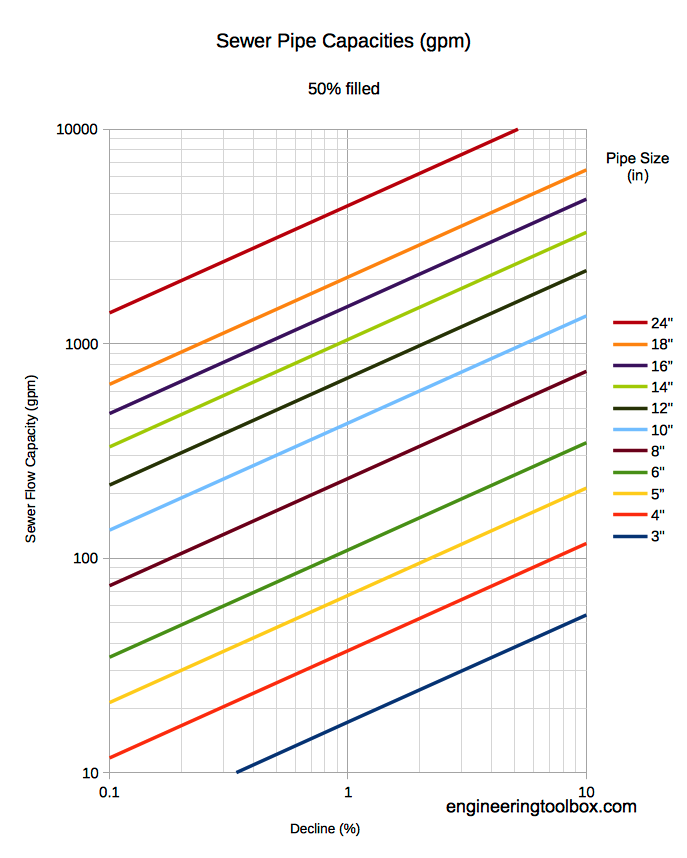 Sewer Pipe Capacities (gpm)
50% filled
Pipe Size
(in)
24"
18"
16"
14"
12"
10"
8"
6"
5”
4"
3"
Sewer Flow Capacity (gpm)
10000
1000
100
10
0.1
1
10
engineeringtoolbox.com
Decline (%)